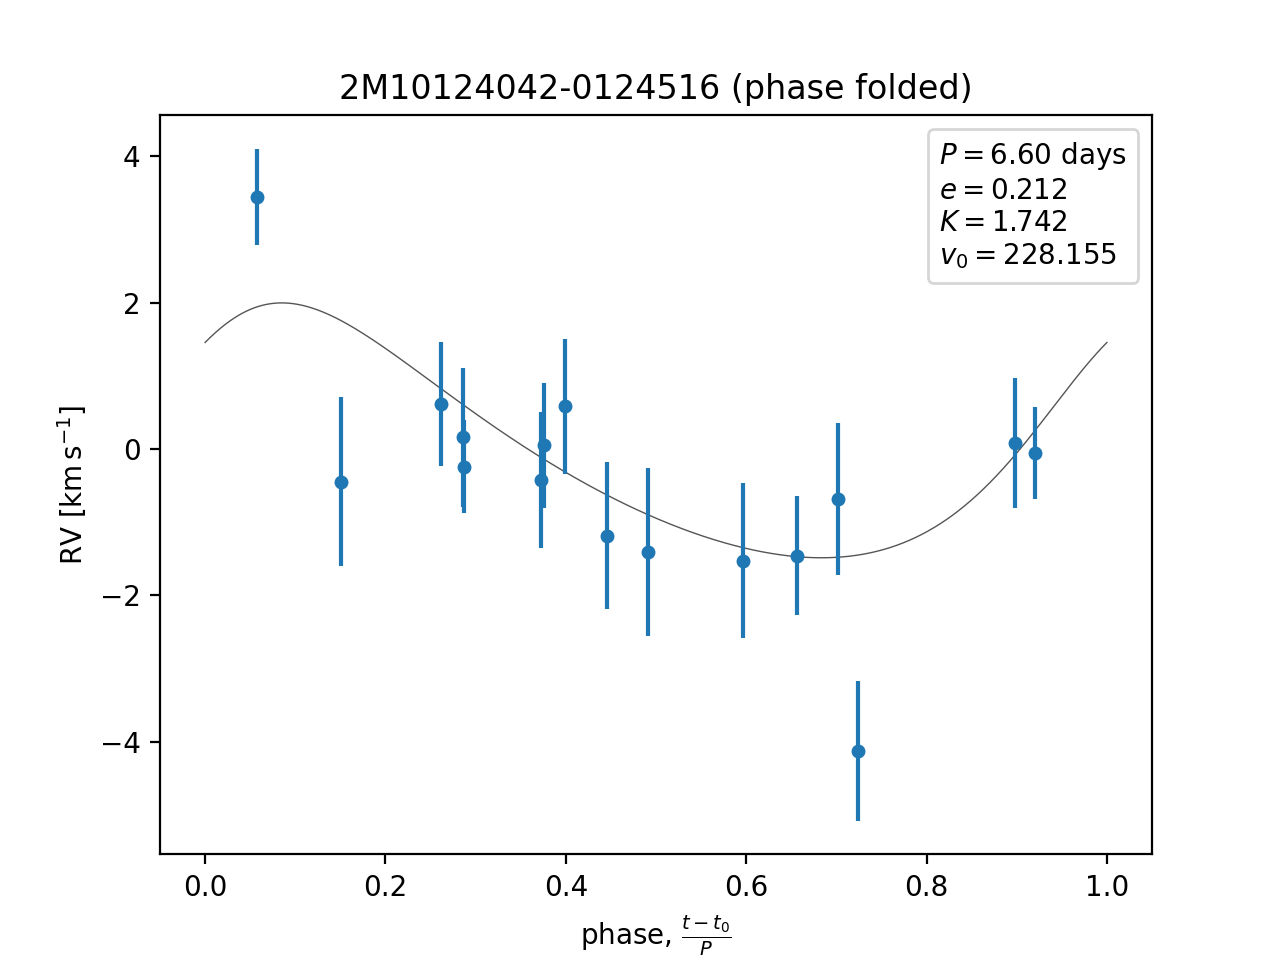 2M10124042-0124516 (phase folded)
P = 6.60 days
e = 0.212
K = 1.742
v₀ = 228.155
4
2
0
−2
−4
RV [km s⁻¹]
0.0 0.2 0.4 0.6 0.8 1.0
phase, (t − t₀)/P